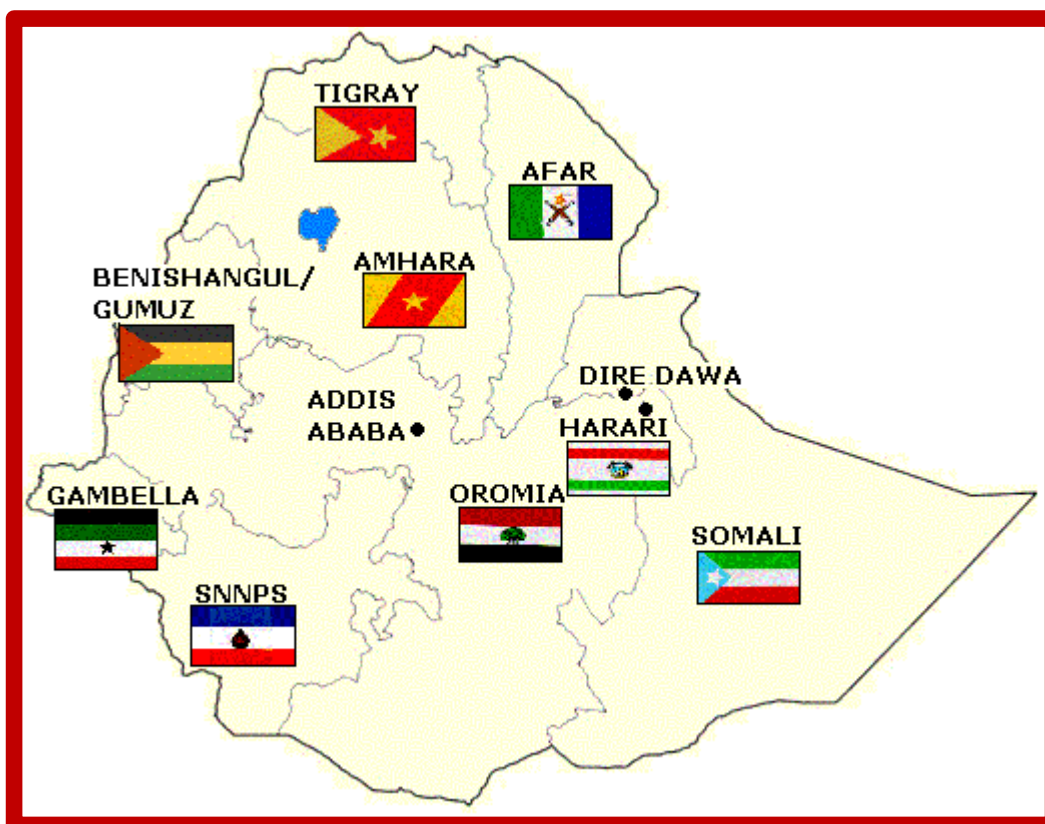 TIGRAY
AFAR
AMHARA
BENISHANGUL/
GUMUZ
DIRE DAWA
ADDIS
ABABA
HARARI
GAMBELLA
OROMIA
SOMALI
SNNPS